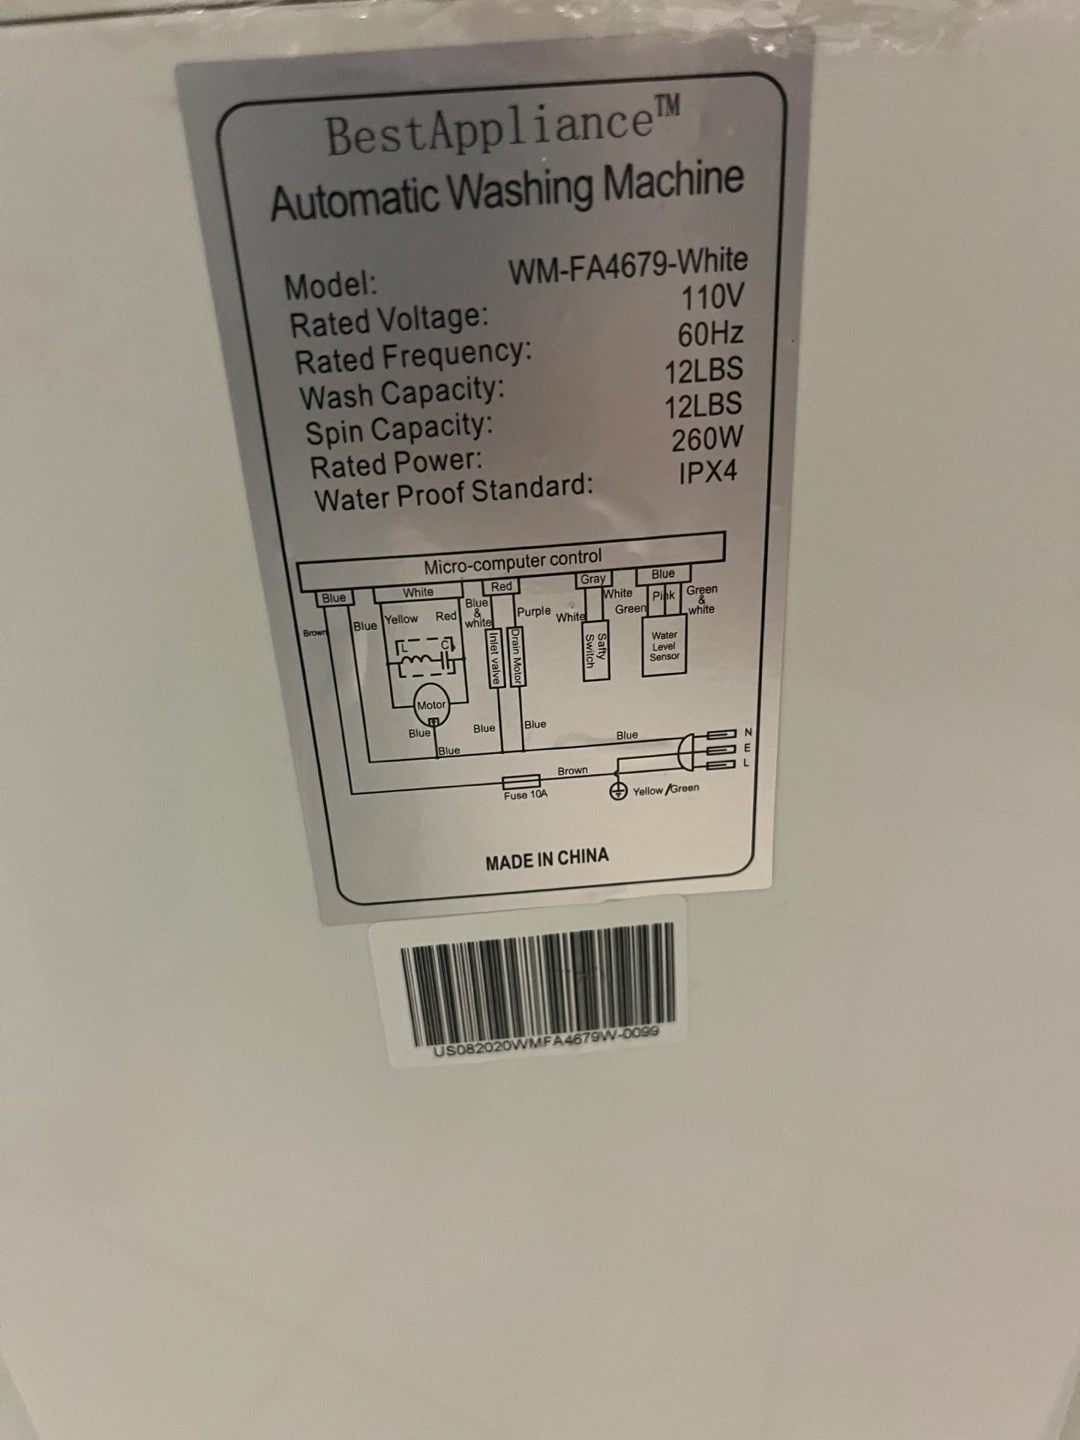 BestAppliance™
Automatic Washing Machine
Model: WM-FA4679-White
Rated Voltage: 110V
Rated Frequency: 60Hz
Wash Capacity: 12LBS
Spin Capacity: 12LBS
Rated Power: 260W
Water Proof Standard: IPX4
Micro-computer control
Blue White Red Gray Blue
Brown Blue Yellow Red Blue & white Purple White White Green Pink Green & white
L C
Inlet valve
Drain Motor
Safty Switch
Water Level Sensor
Motor
Blue Blue Blue
Blue Blue N
E
Brown L
Fuse 10A Yellow/Green
MADE IN CHINA
US082020WMFA4679W-0099